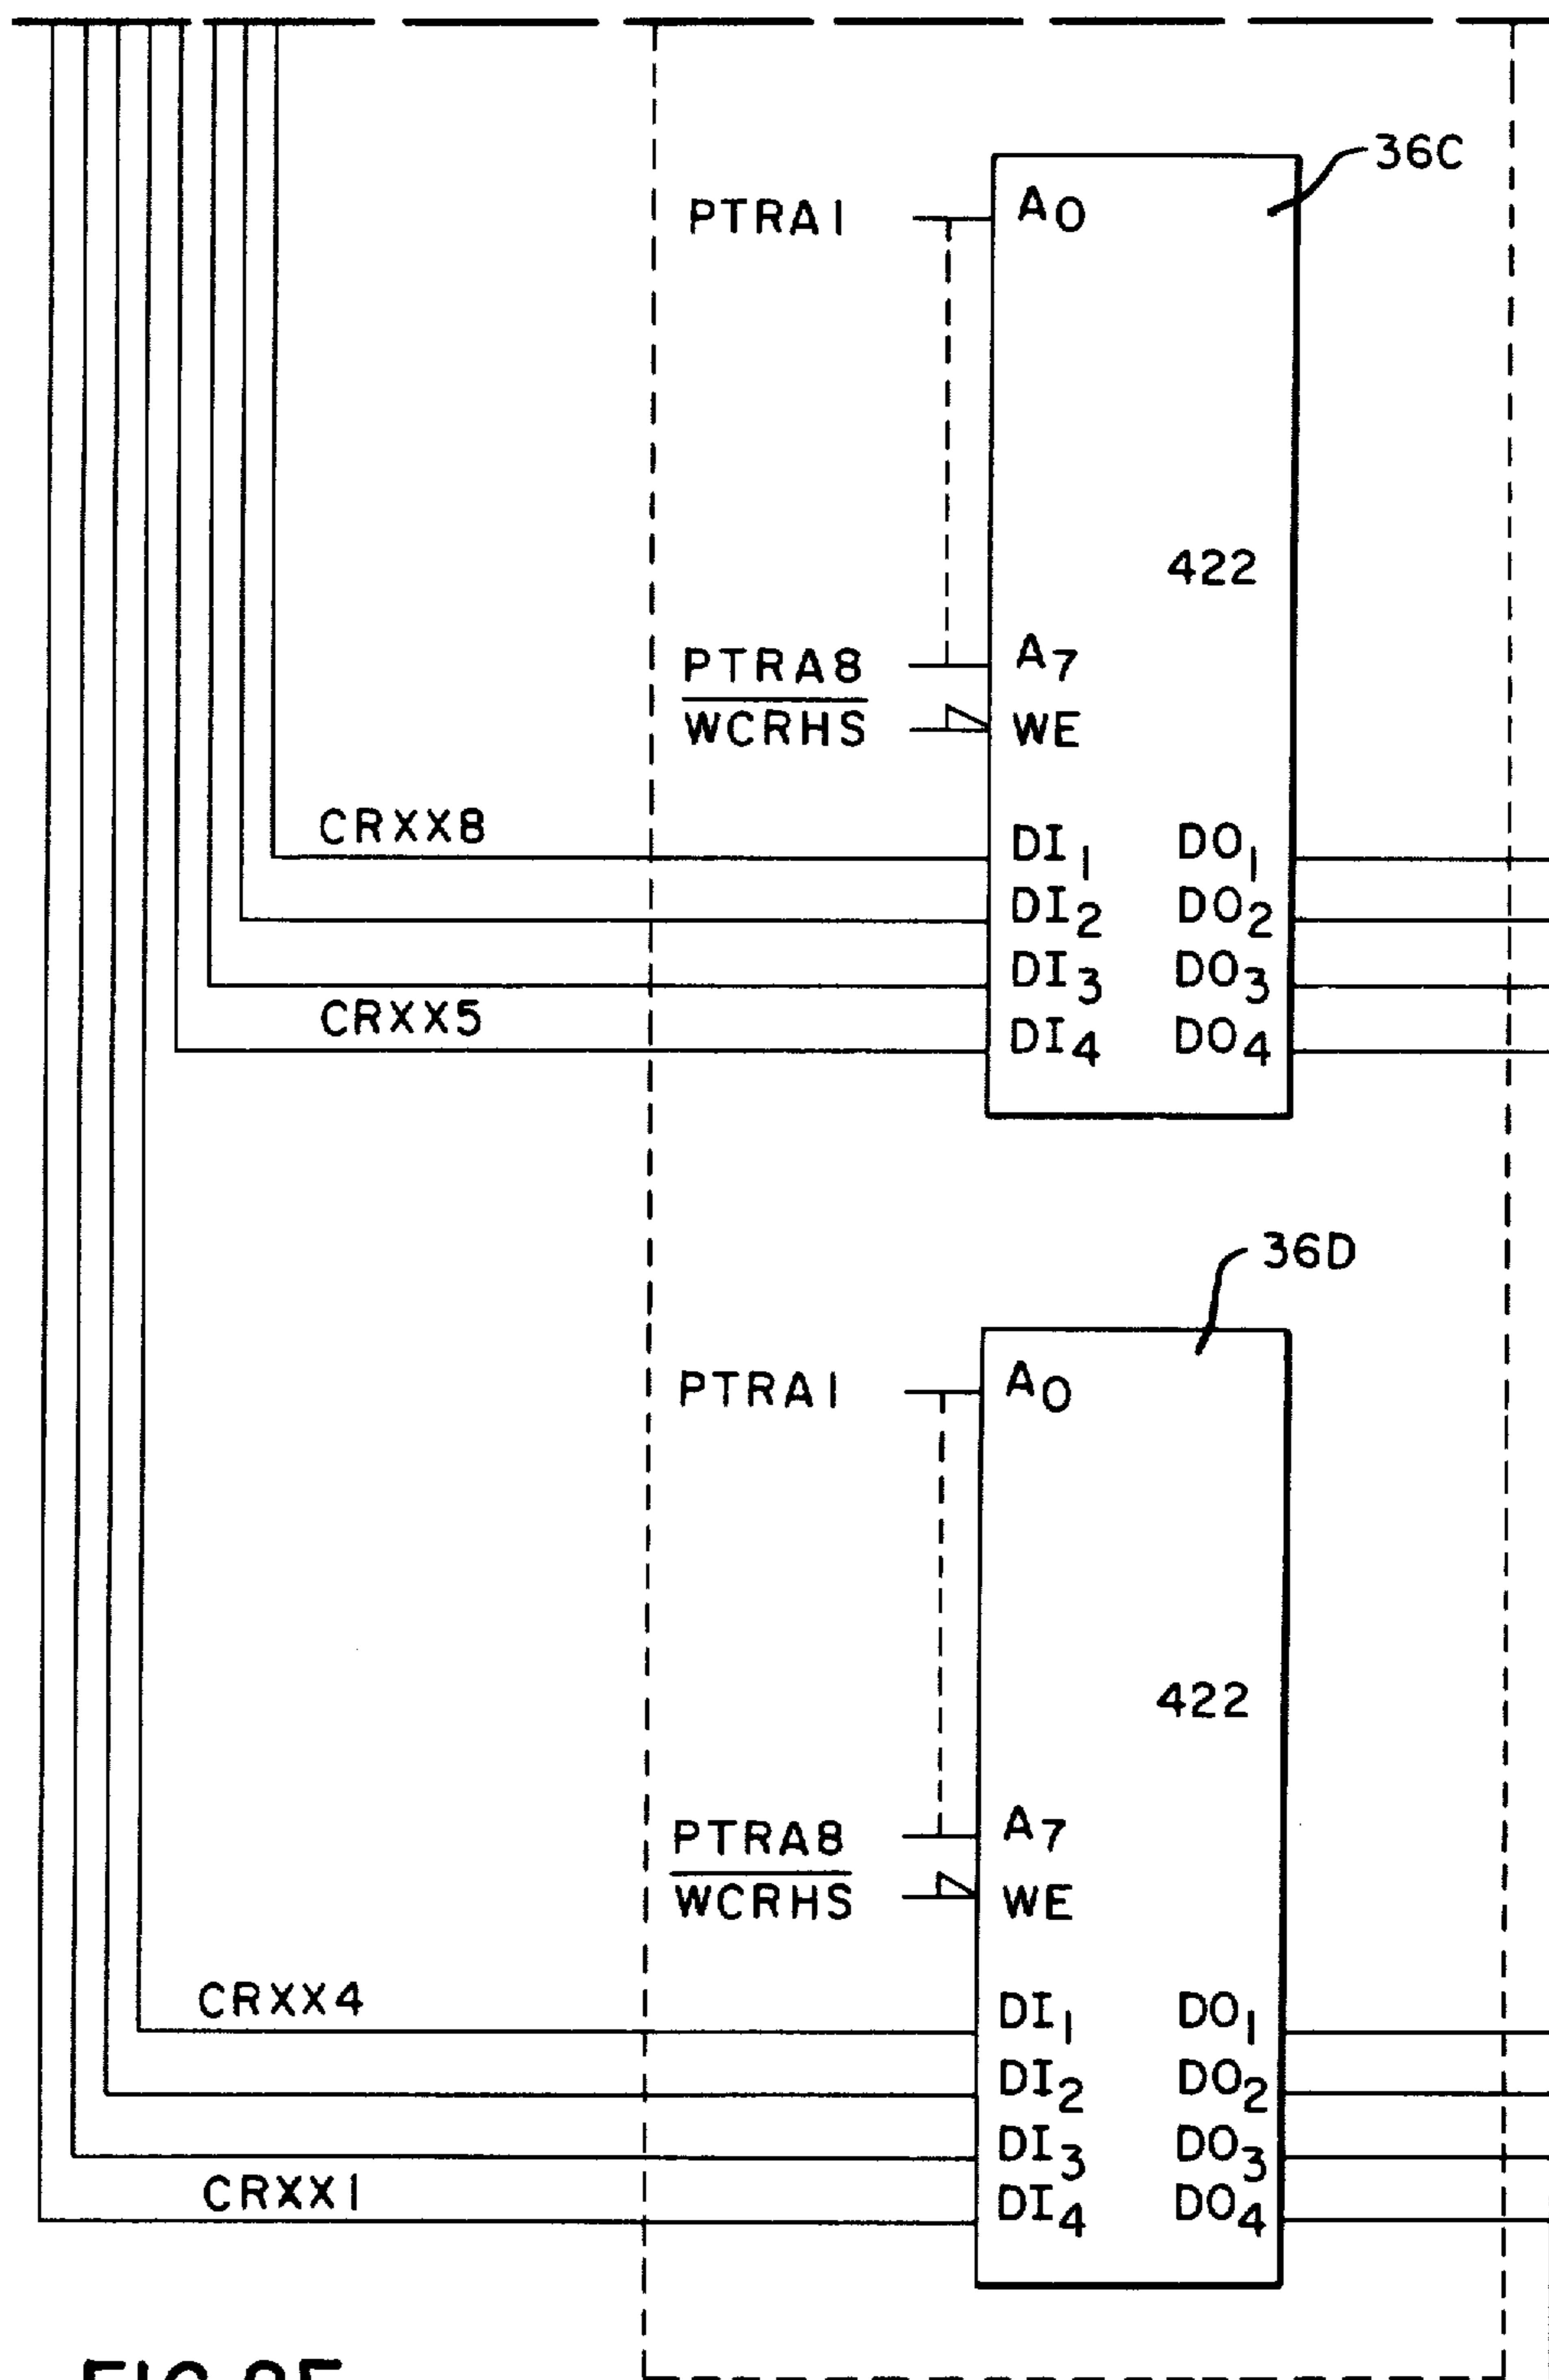 36C
PTRA1 A0
422
PTRA8 A7
WCRHS WE
CRXX8 DI1 DO1
DI2 DO2
DI3 DO3
CRXX5 DI4 DO4
36D
PTRA1 A0
422
PTRA8 A7
WCRHS WE
CRXX4 DI1 DO1
DI2 DO2
DI3 DO3
CRXX1 DI4 DO4